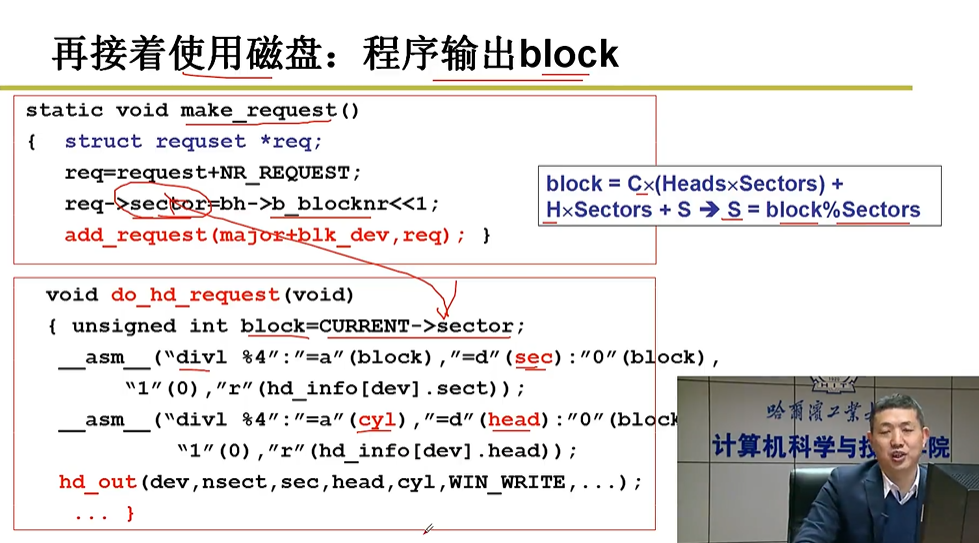 再接着使用磁盘：程序输出block
static void make_request()
{ struct requset *req;
req=request+NR_REQUEST;
req->sector=bh->b_blocknr<<1;
add_request(major+blk_dev,req); }
block = C×(Heads×Sectors) +
H×Sectors + S ➔ S = block%Sectors
void do_hd_request(void)
{ unsigned int block=CURRENT->sector;
__asm__(“divl %4”:”=a”(block),”=d”(sec):”0”(block),
“1”(0),”r”(hd_info[dev].sect));
__asm__(“divl %4”:”=a”(cyl),”=d”(head):”0”(block
“1”(0),”r”(hd_info[dev].head));
hd_out(dev,nsect,sec,head,cyl,WIN_WRITE,...);
... }
哈尔滨工业大
计算机科学与技 院